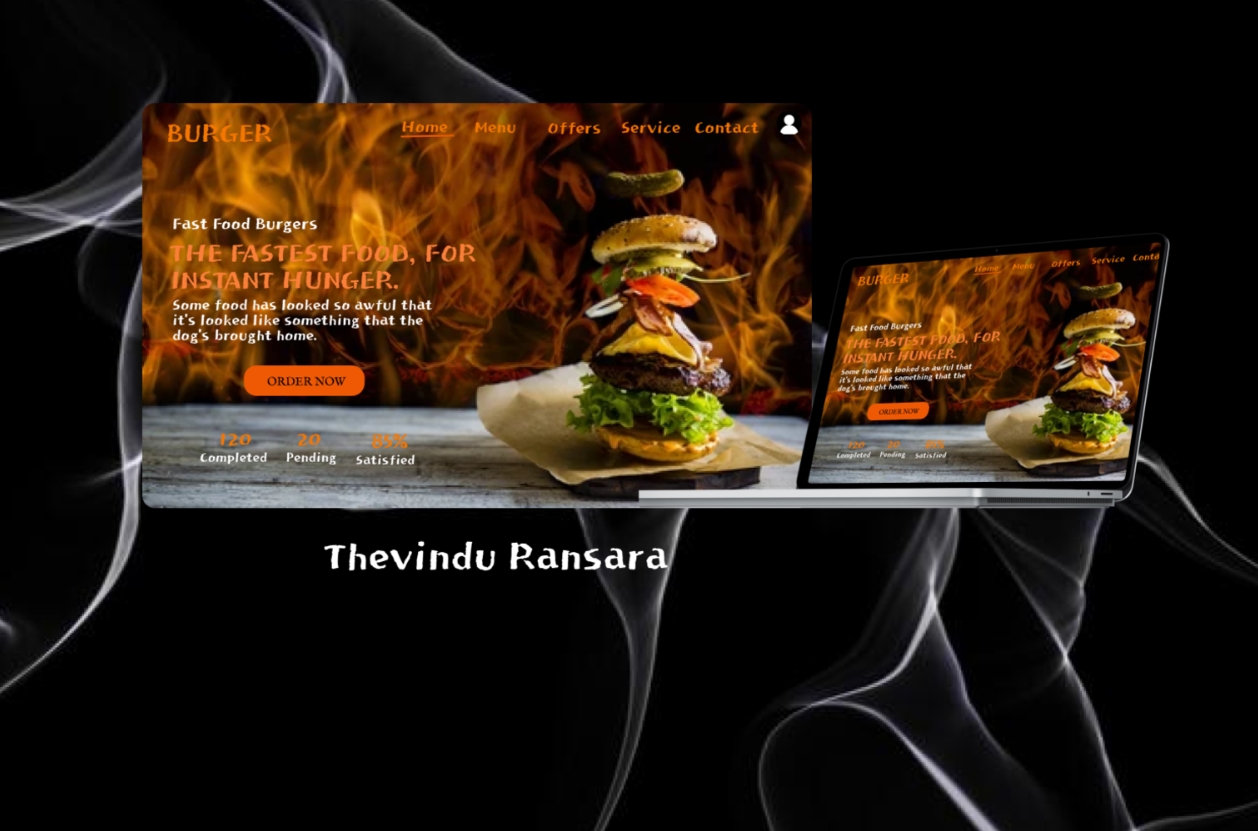 BURGER
Home Menu Offers Service Contact
Fast Food Burgers
THE FASTEST FOOD, FOR
INSTANT HUNGER.
Some food has looked so awful that
it's looked like something that the
dog's brought home.
ORDER NOW
120 20 85%
Completed Pending Satisfied
BURGER
Home Menu Offers Service Conta
Fast Food Burgers
THE FASTEST FOOD, FOR
INSTANT HUNGER.
Some food has looked so awful that
it's looked like something that the
dog's brought home.
ORDER NOW
120 20 85%
Completed Pending Satisfied
Thevindu Ransara